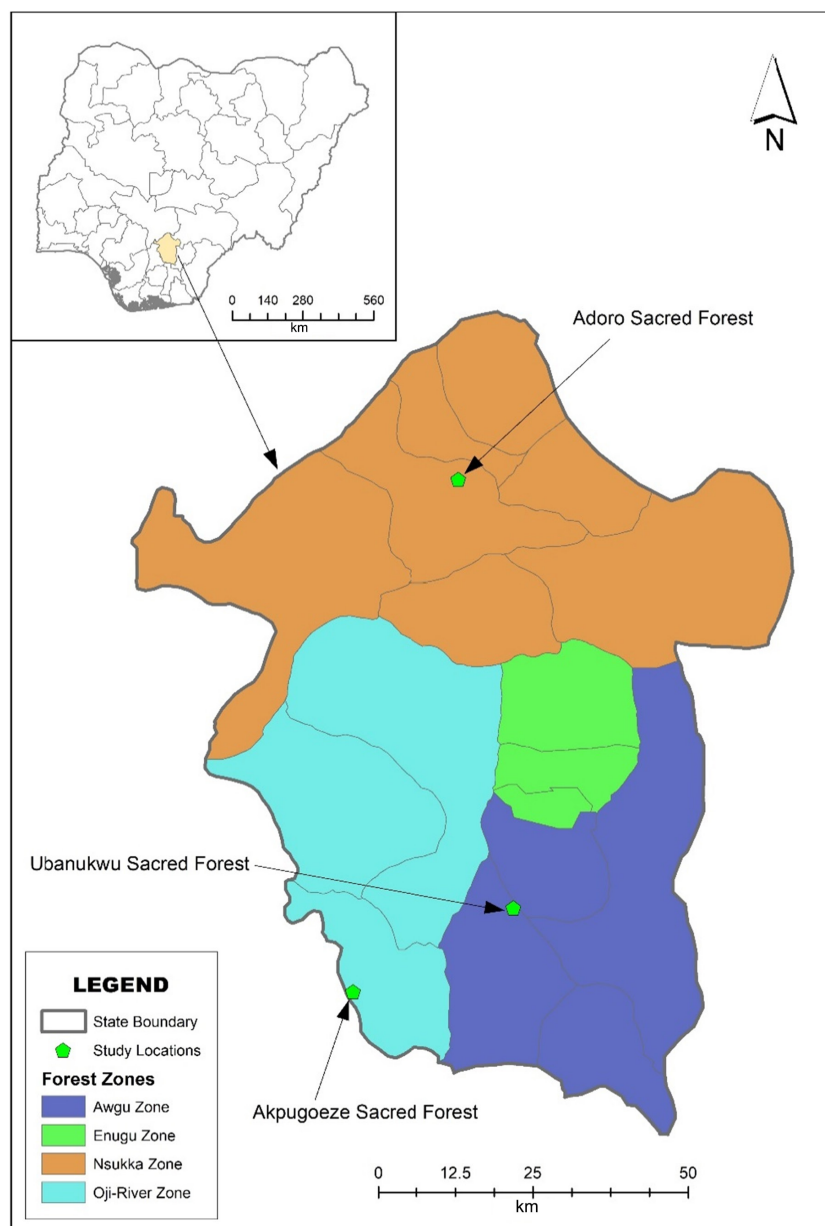 N
0 140 280 560
km
Adoro Sacred Forest
Ubanukwu Sacred Forest
Akpugoeze Sacred Forest
LEGEND
State Boundary
Study Locations
Forest Zones
Awgu Zone
Enugu Zone
Nsukka Zone
Oji-River Zone
0 12.5 25 50
km